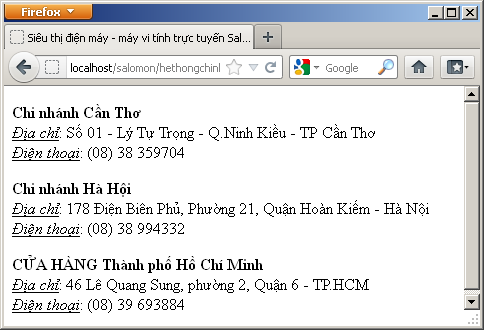 Firefox
Siêu thị điện máy - máy vi tính trực tuyến Sal...
localhost/salomon/hethongchinl
Google
Chi nhánh Cần Thơ
Địa chỉ: Số 01 - Lý Tự Trọng - Q.Ninh Kiều - TP Cần Thơ
Điện thoại: (08) 38 359704
Chi nhánh Hà Hội
Địa chỉ: 178 Điện Biên Phủ, Phường 21, Quận Hoàn Kiếm - Hà Nội
Điện thoại: (08) 38 994332
CỬA HÀNG Thành phố Hồ Chí Minh
Địa chỉ: 46 Lê Quang Sung, phường 2, Quận 6 - TP.HCM
Điện thoại: (08) 39 693884